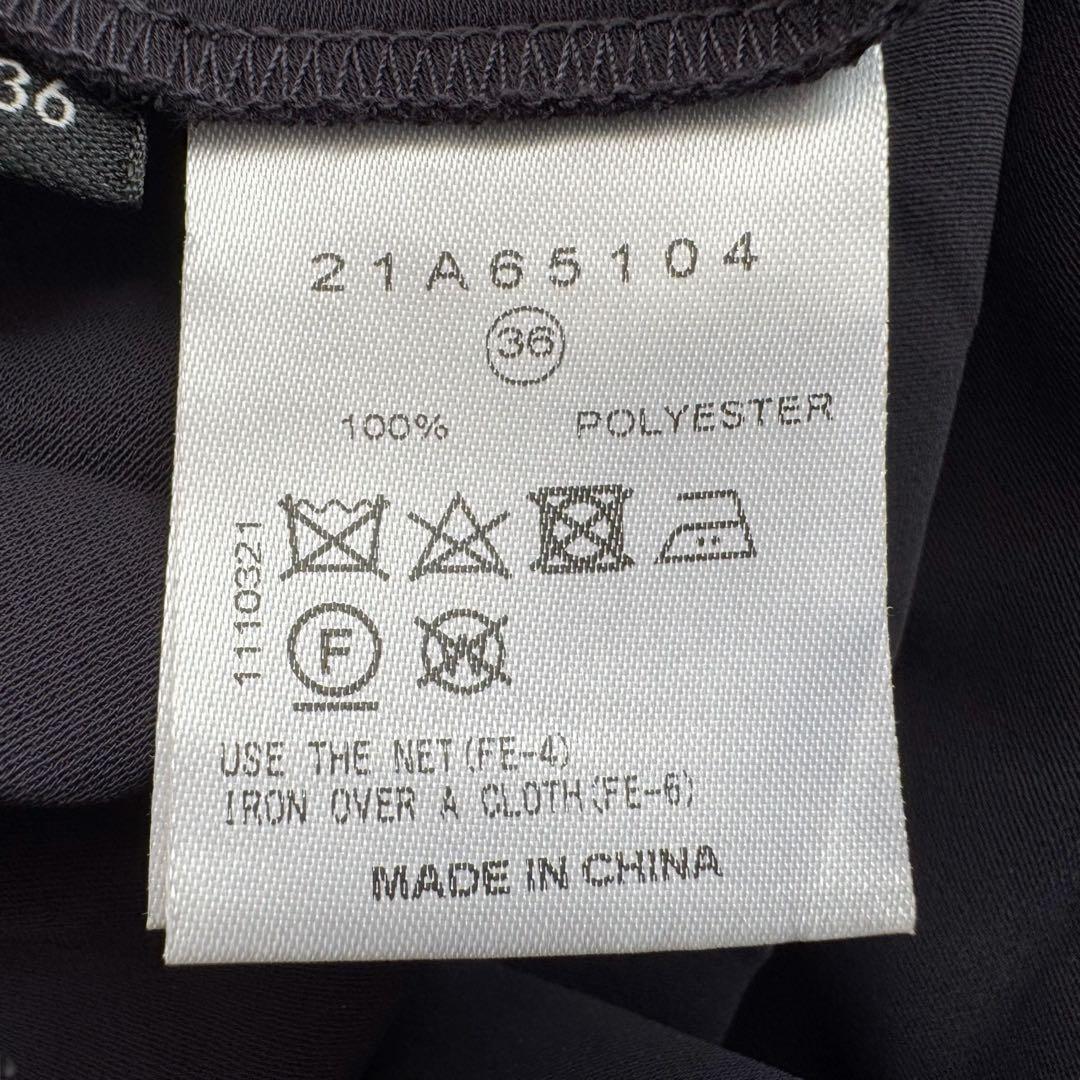 36
21A65104
36
100% POLYESTER
1110321
F
W
USE THE NET(FE-4)
IRON OVER A CLOTH(FE-6)
MADE IN CHINA